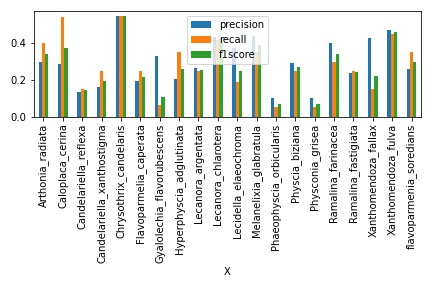 precision
recall
f1score
0.4
0.2
0.0
Arthonia_radiata
Caloplaca_cerina
Candelariella_reflexa
Candelariella_xanthostigma
Chrysothrix_candelaris
Flavoparmelia_caperata
Gyalolechia_flavorubescens
Hyperphyscia_adglutinata
Lecanora_argentata
Lecanora_chlarotera
Lecidella_elaeochroma
Melanelixia_glabratula
Phaeophyscia_orbicularis
Physcia_biziana
Physconia_grisea
Ramalina_farinacea
Ramalina_fastigiata
Xanthomendoza_fallax
Xanthomendoza_fulva
flavoparmenia_soredians
X